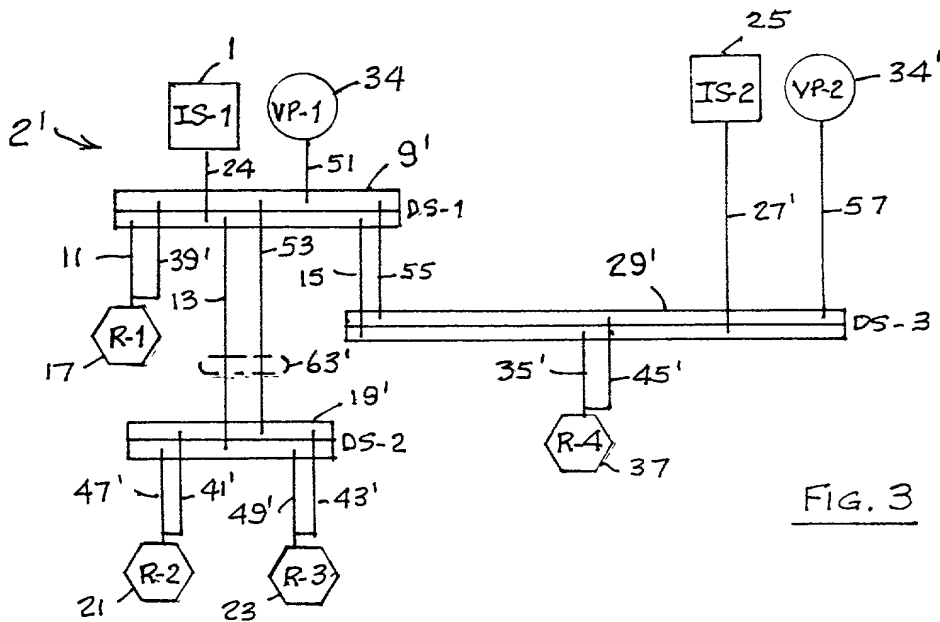 1
25
34
34'
2'
IS-1
VP-1
IS-2
VP-2
24
51
9'
DS-1
11
39'
13
53
15
55
27'
57
29'
DS-3
R-1
17
63'
35'
45'
19'
DS-2
R-4
37
47'
41'
49'
43'
R-2
R-3
21
23
FIG. 3